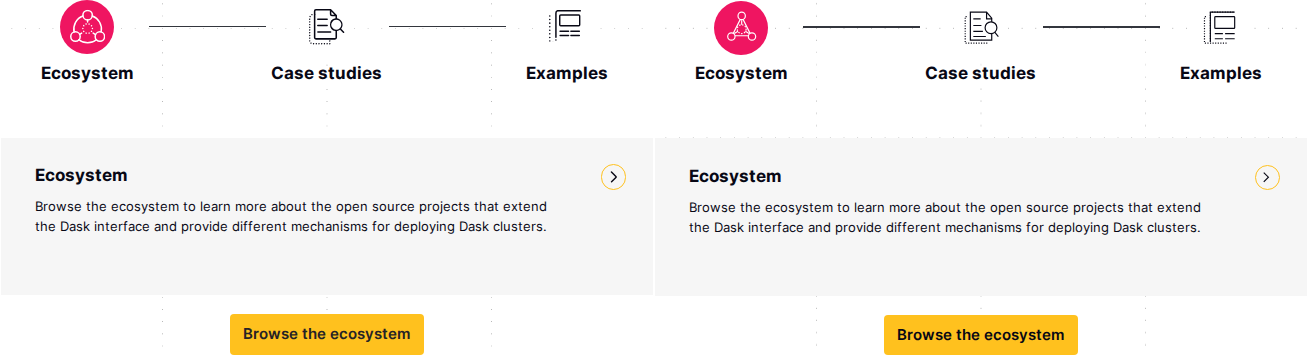 Ecosystem Case studies Examples
Ecosystem
Browse the ecosystem to learn more about the open source projects that extend
the Dask interface and provide different mechanisms for deploying Dask clusters.
Browse the ecosystem
Ecosystem Case studies Examples
Ecosystem
Browse the ecosystem to learn more about the open source projects that extend
the Dask interface and provide different mechanisms for deploying Dask clusters.
Browse the ecosystem